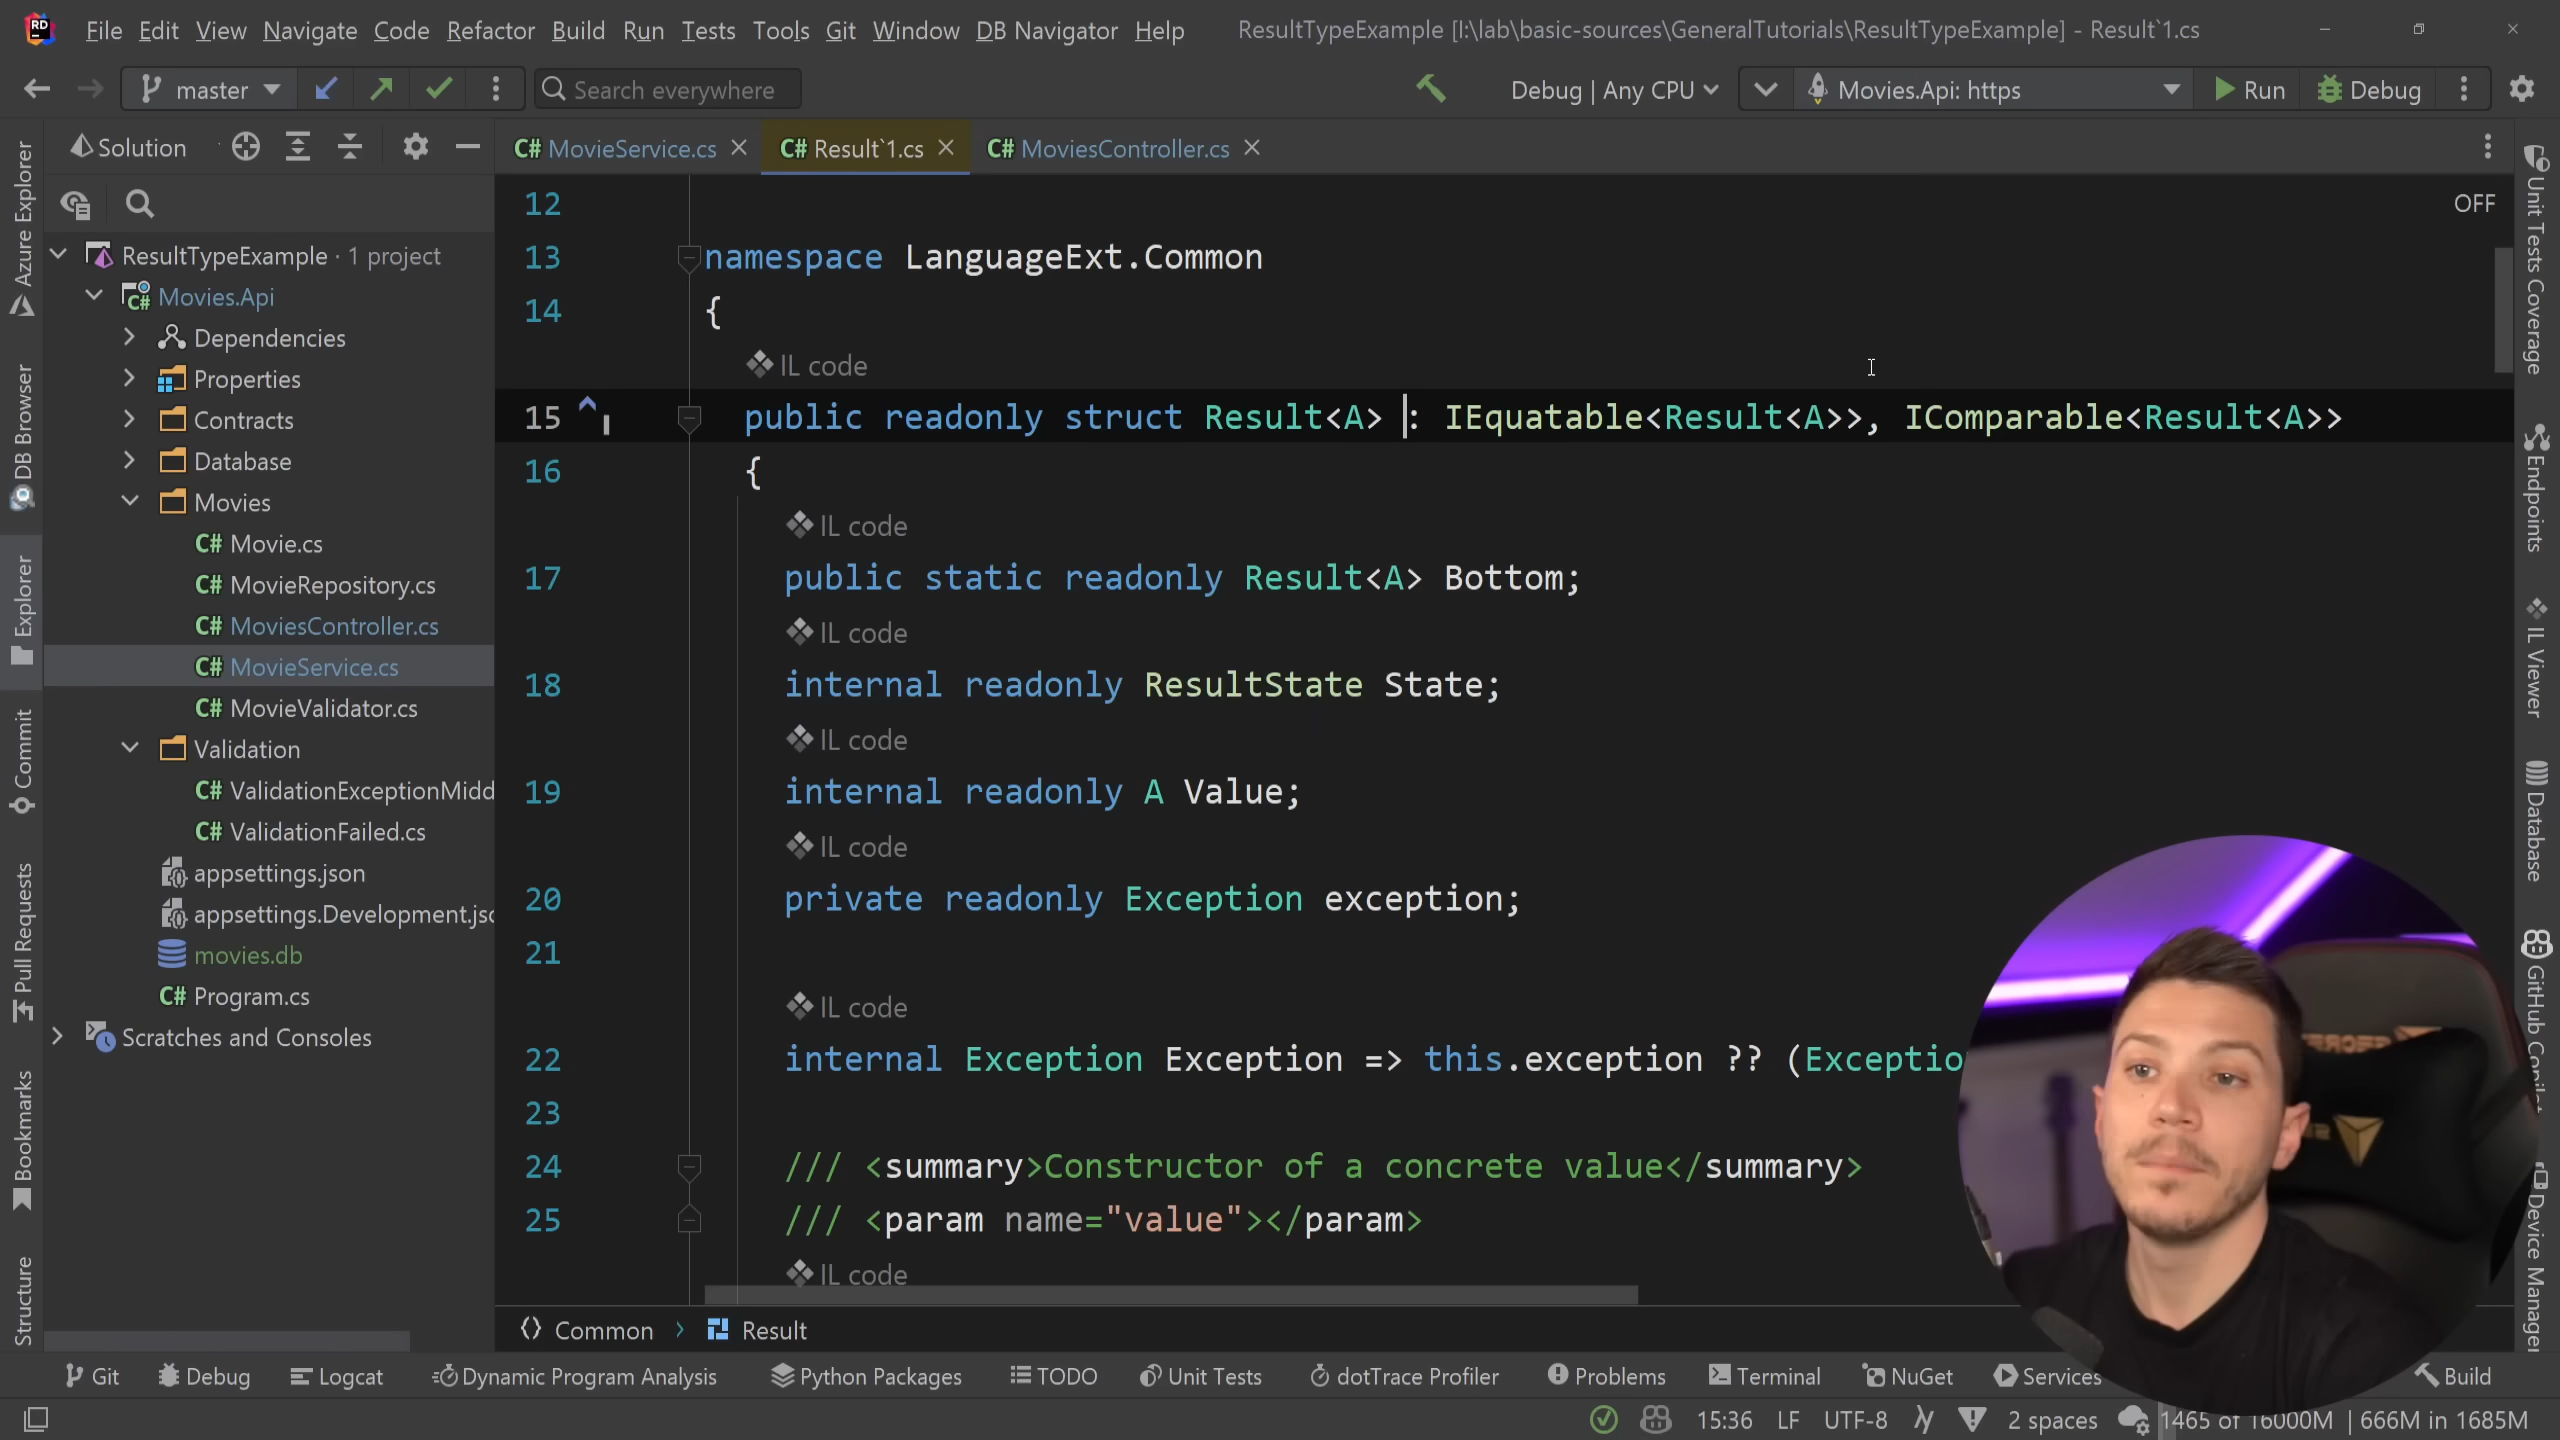 File Edit View Navigate Code Refactor Build Run Tests Tools Git Window DB Navigator Help ResultTypeExample [I:\lab\basic-sources\GeneralTutorials\ResultTypeExample] - Result`1.cs
master Search everywhere Debug | Any CPU Movies.Api: https Run Debug
Solution
MovieService.cs Result`1.cs MoviesController.cs
OFF
ResultTypeExample · 1 project
Movies.Api
Dependencies
Properties
Contracts
Database
Movies
C# Movie.cs
C# MovieRepository.cs
C# MoviesController.cs
C# MovieService.cs
C# MovieValidator.cs
Validation
C# ValidationExceptionMidd
C# ValidationFailed.cs
appsettings.json
appsettings.Development.jsc
movies.db
C# Program.cs
Scratches and Consoles
12
13 namespace LanguageExt.Common
14 {
IL code
15 public readonly struct Result<A> : IEquatable<Result<A>>, IComparable<Result<A>>
16 {
IL code
17 public static readonly Result<A> Bottom;
IL code
18 internal readonly ResultState State;
IL code
19 internal readonly A Value;
IL code
20 private readonly Exception exception;
21
IL code
22 internal Exception Exception => this.exception ?? (Exceptio
23
24 /// <summary>Constructor of a concrete value</summary>
25 /// <param name="value"></param>
IL code
Common › Result
Azure Explorer
DB Browser
Explorer
Commit
Pull Requests
Bookmarks
Structure
Unit Tests Coverage
Endpoints
IL Viewer
Database
GitHub Copilot
Device Manager
Git Debug Logcat Dynamic Program Analysis Python Packages TODO Unit Tests dotTrace Profiler Problems Terminal NuGet Services Build
15:36 LF UTF-8 2 spaces 1465 of 16000M | 666M in 1685M